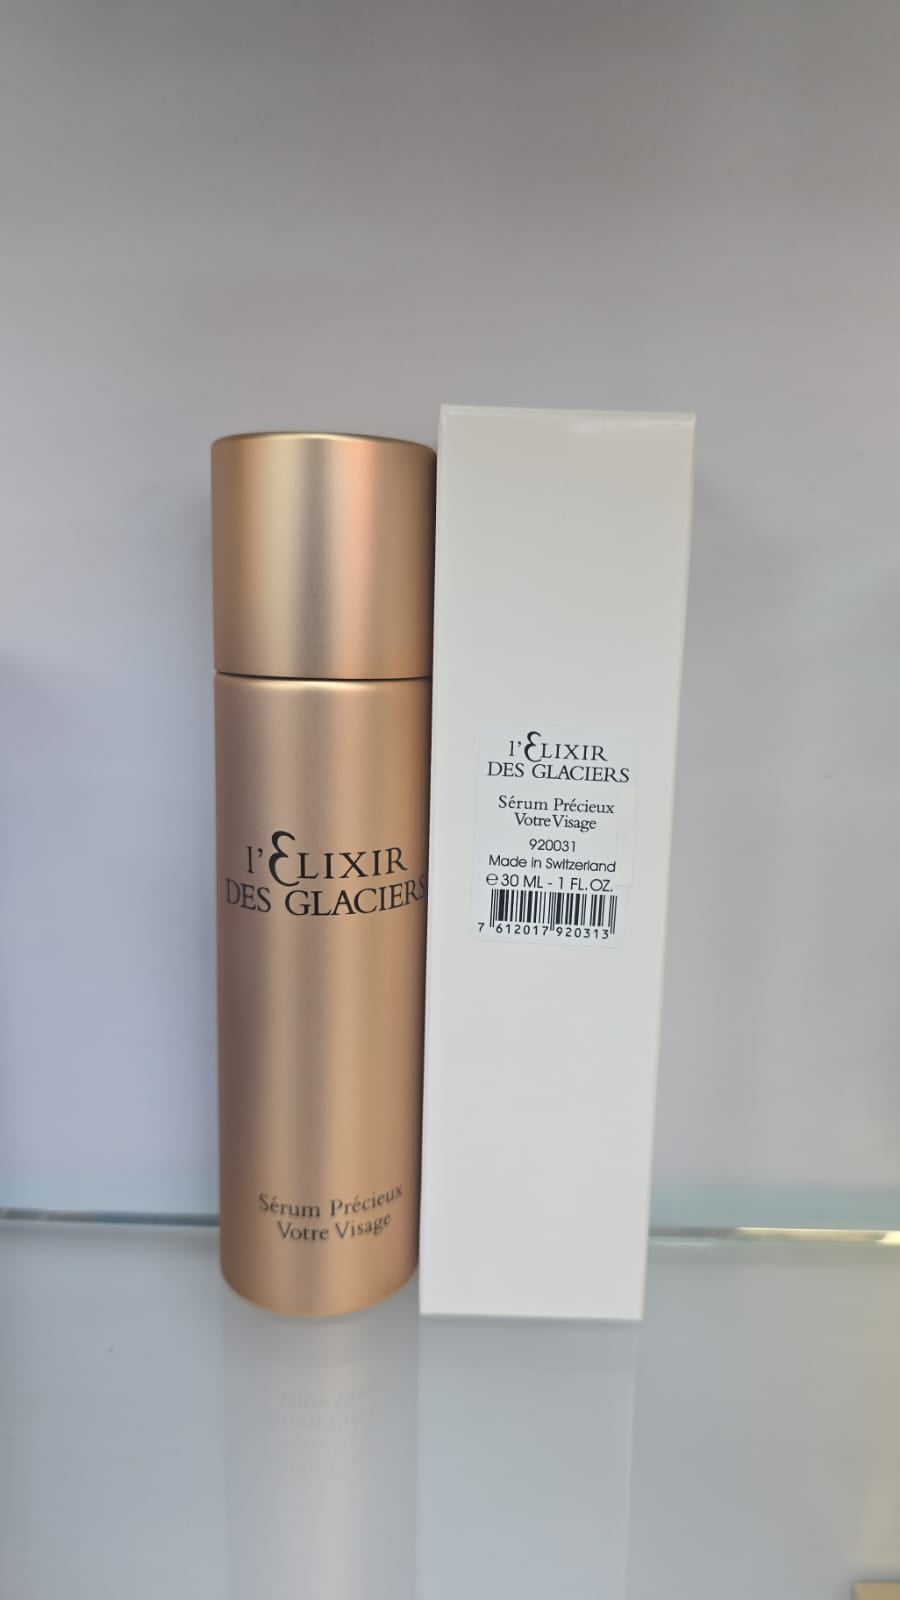 l'ELIXIR
DES GLACIERS
Sérum Précieux
Votre Visage
l'ELIXIR
DES GLACIERS
Sérum Précieux
Votre Visage
920031
Made in Switzerland
℮ 30 ML - 1 FL.OZ.
7 612017 920313